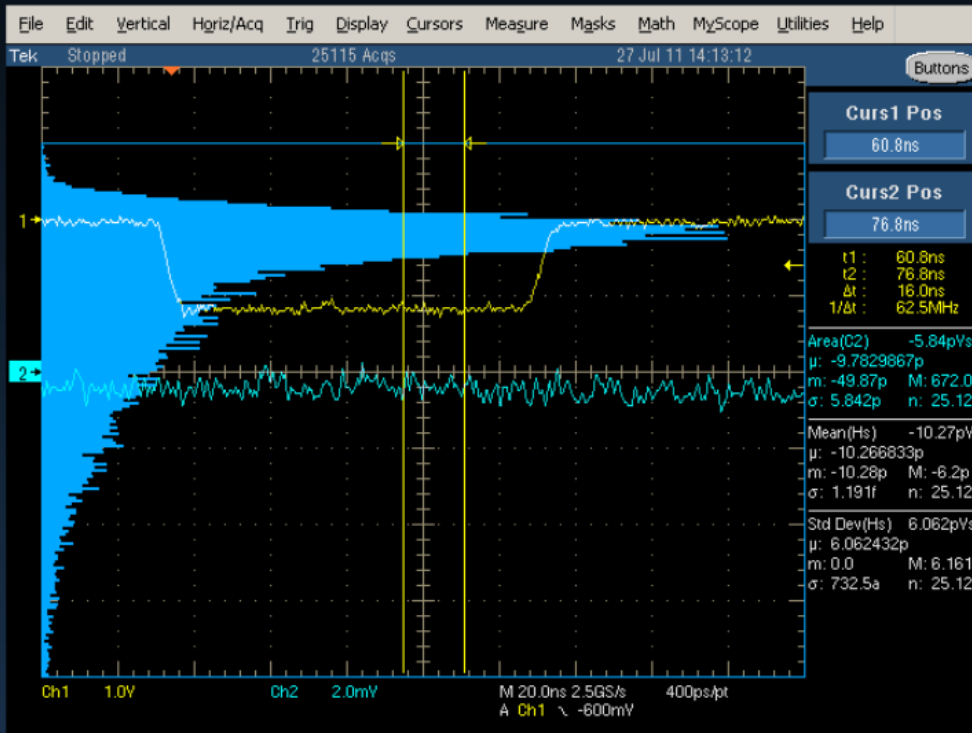 File Edit Vertical Horiz/Acq Trig Display Cursors Measure Masks Math MyScope Utilities Help
Tek Stopped 25115 Acqs 27 Jul 11 14:13:12
Buttons
Curs1 Pos
60.8ns
Curs2 Pos
76.8ns
t1 : 60.8ns
t2 : 76.8ns
Δt : 16.0ns
1/Δt : 62.5MHz
Area(C2) -5.84pVs
μ: -9.7829867p
m: -49.87p M: 672.0
σ: 5.842p n: 25.12
Mean(Hs) -10.27pV
μ: -10.266833p
m: -10.28p M: -6.2p
σ: 1.191f n: 25.12
Std Dev(Hs) 6.062pVs
μ: 6.062432p
m: 0.0 M: 6.161
σ: 732.5a n: 25.12
1
2
Ch1 1.0V Ch2 2.0mV M 20.0ns 2.5GS/s 400ps/pt
A Ch1 \ -600mV